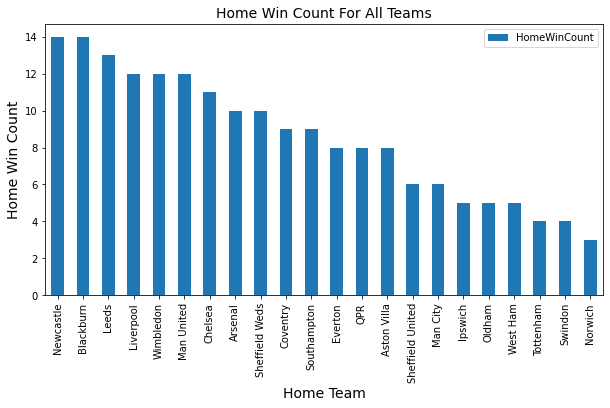 Home Win Count For All Teams
HomeWinCount
Home Win Count
14
12
10
8
6
4
2
0
Newcastle
Blackburn
Leeds
Liverpool
Wimbledon
Man United
Chelsea
Arsenal
Sheffield Weds
Coventry
Southampton
Everton
QPR
Aston Villa
Sheffield United
Man City
Ipswich
Oldham
West Ham
Tottenham
Swindon
Norwich
Home Team